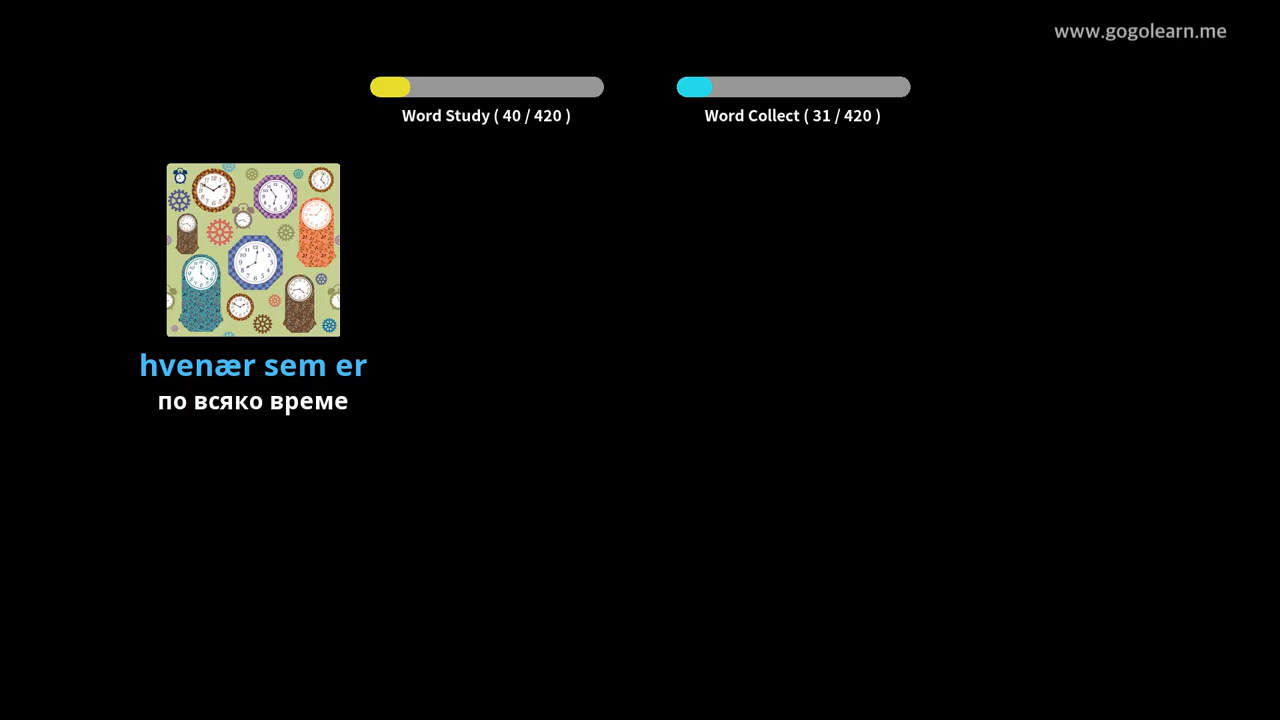 www.gogolearn.me
Word Study ( 40 / 420 )
Word Collect ( 31 / 420 )
hvenær sem er
по всяко време